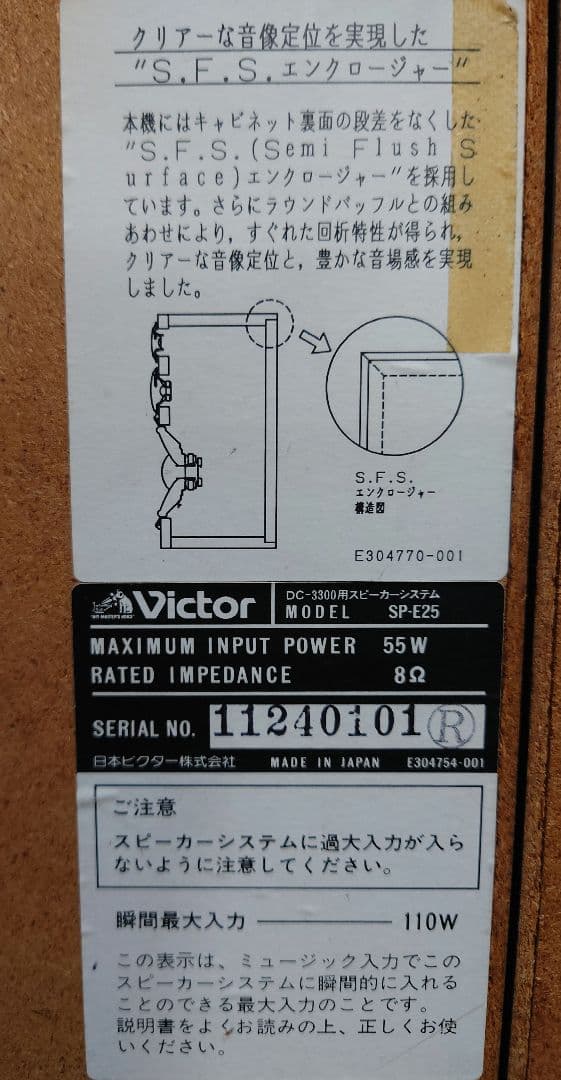 クリアーな音像定位を実現した
"S.F.S.エンクロージャー"
本機にはキャビネット裏面の段差をなくした
"S.F.S.(Semi Flush S
urface)エンクロージャー"を採用し
ています。さらにラウンドバッフルとの組み
あわせにより，すぐれた回析特性が得られ，
クリアーな音像定位と，豊かな音場感を実現
しました。
S.F.S.
エンクロージャー
構造図
E304770-001
"HIS MASTER'S VOICE"
Victor
DC-3300用スピーカーシステム
MODEL SP-E25
MAXIMUM INPUT POWER 55W
RATED IMPEDANCE 8Ω
SERIAL NO. 11240101 R
日本ビクター株式会社 MADE IN JAPAN E304754-001
ご注意
スピーカーシステムに過大入力が入ら
ないように注意してください。
瞬間最大入力 ──── 110W
この表示は、ミュージック入力でこの
スピーカーシステムに瞬間的に入れる
ことのできる最大入力のことです。
説明書をよくお読みの上、正しくお使
いください。